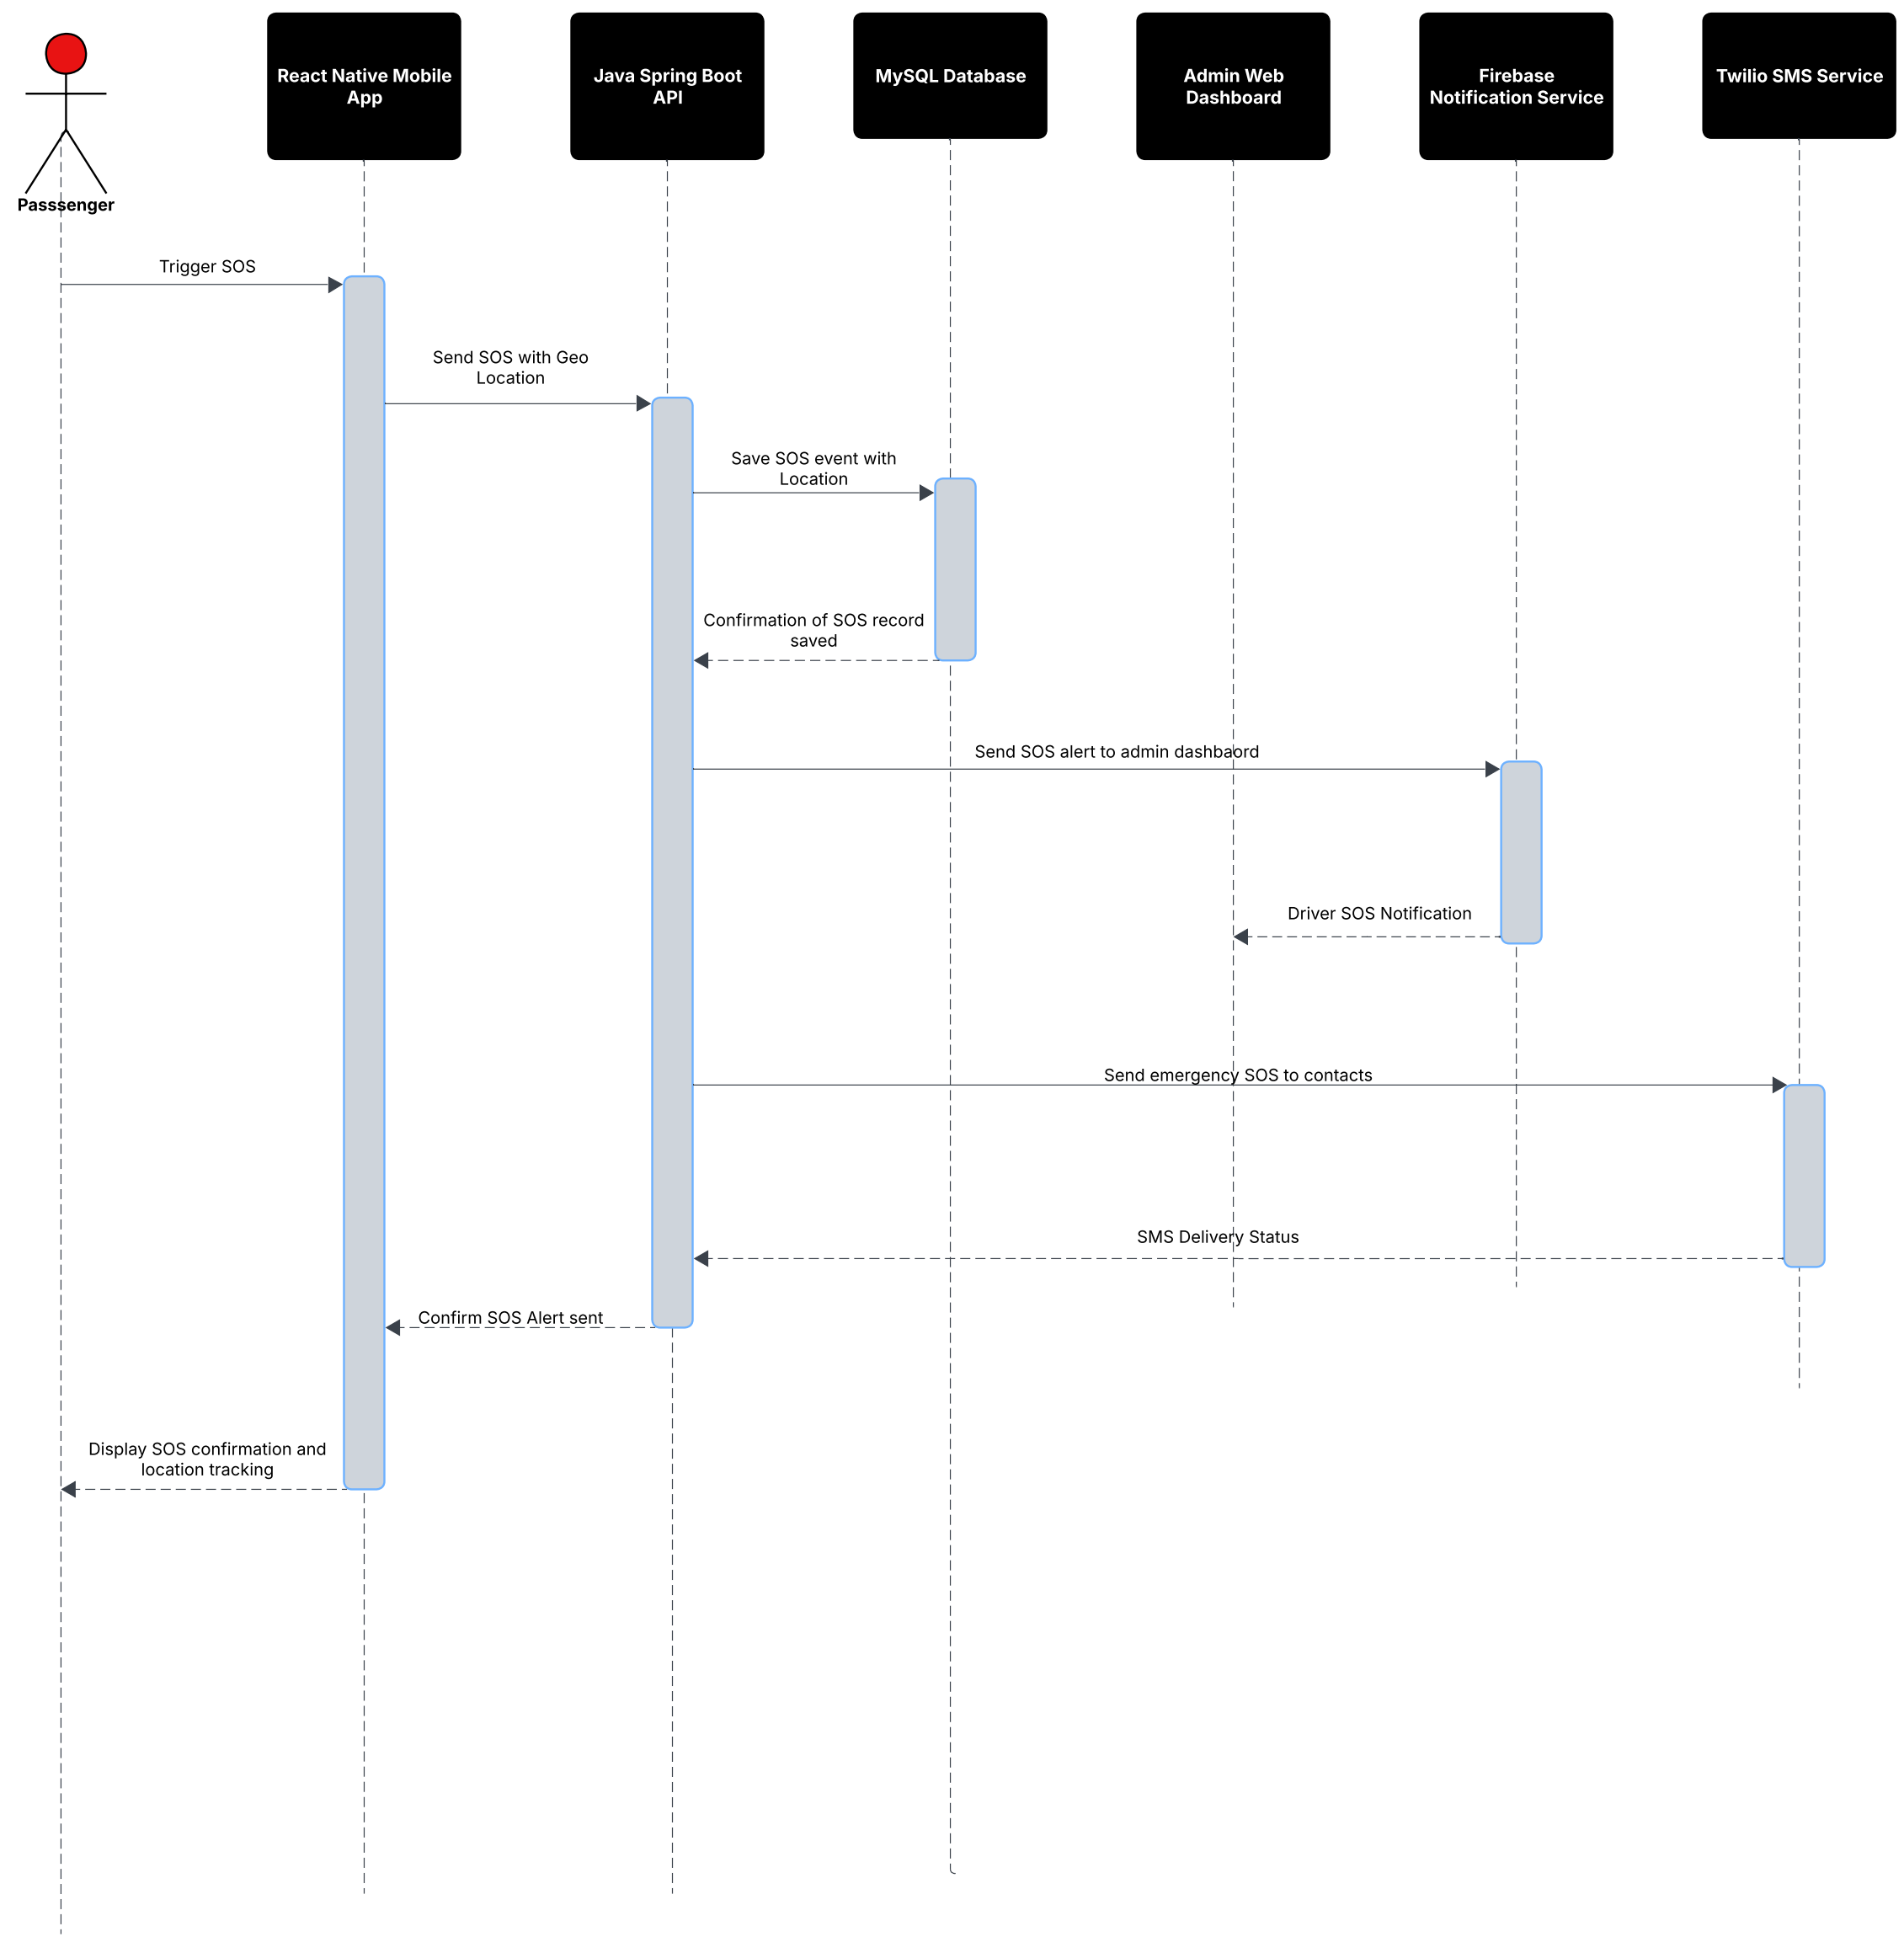 React Native Mobile
App
Java Spring Boot
API
MySQL Database
Admin Web
Dashboard
Firebase
Notification Service
Twilio SMS Service
Passsenger
Trigger SOS
Send SOS with Geo
Location
Save SOS event with
Location
Confirmation of SOS record
saved
Send SOS alert to admin dashbaord
Driver SOS Notification
Send emergency SOS to contacts
SMS Delivery Status
Confirm SOS Alert sent
Display SOS confirmation and
location tracking